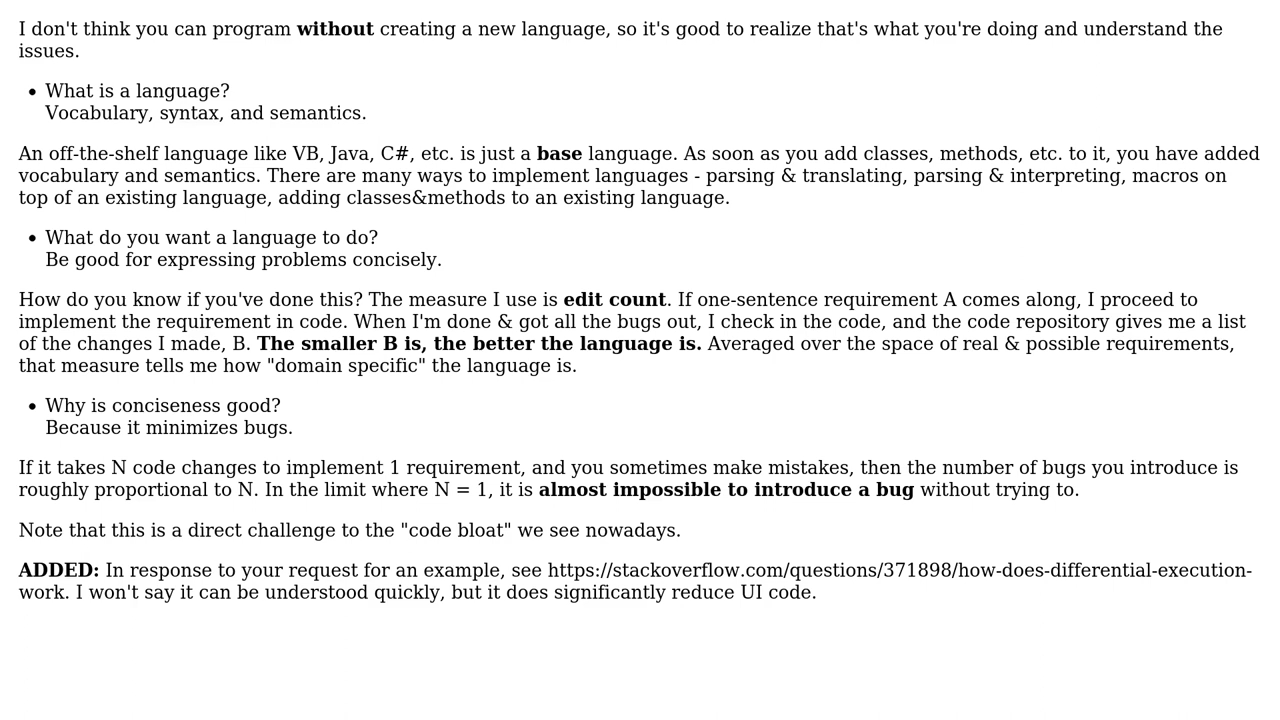 I don't think you can program without creating a new language, so it's good to realize that's what you're doing and understand the
issues.
• What is a language?
Vocabulary, syntax, and semantics.
An off-the-shelf language like VB, Java, C#, etc. is just a base language. As soon as you add classes, methods, etc. to it, you have added
vocabulary and semantics. There are many ways to implement languages - parsing & translating, parsing & interpreting, macros on
top of an existing language, adding classes&methods to an existing language.
• What do you want a language to do?
Be good for expressing problems concisely.
How do you know if you've done this? The measure I use is edit count. If one-sentence requirement A comes along, I proceed to
implement the requirement in code. When I'm done & got all the bugs out, I check in the code, and the code repository gives me a list
of the changes I made, B. The smaller B is, the better the language is. Averaged over the space of real & possible requirements,
that measure tells me how "domain specific" the language is.
• Why is conciseness good?
Because it minimizes bugs.
If it takes N code changes to implement 1 requirement, and you sometimes make mistakes, then the number of bugs you introduce is
roughly proportional to N. In the limit where N = 1, it is almost impossible to introduce a bug without trying to.
Note that this is a direct challenge to the "code bloat" we see nowadays.
ADDED: In response to your request for an example, see https://stackoverflow.com/questions/371898/how-does-differential-execution-
work. I won't say it can be understood quickly, but it does significantly reduce UI code.